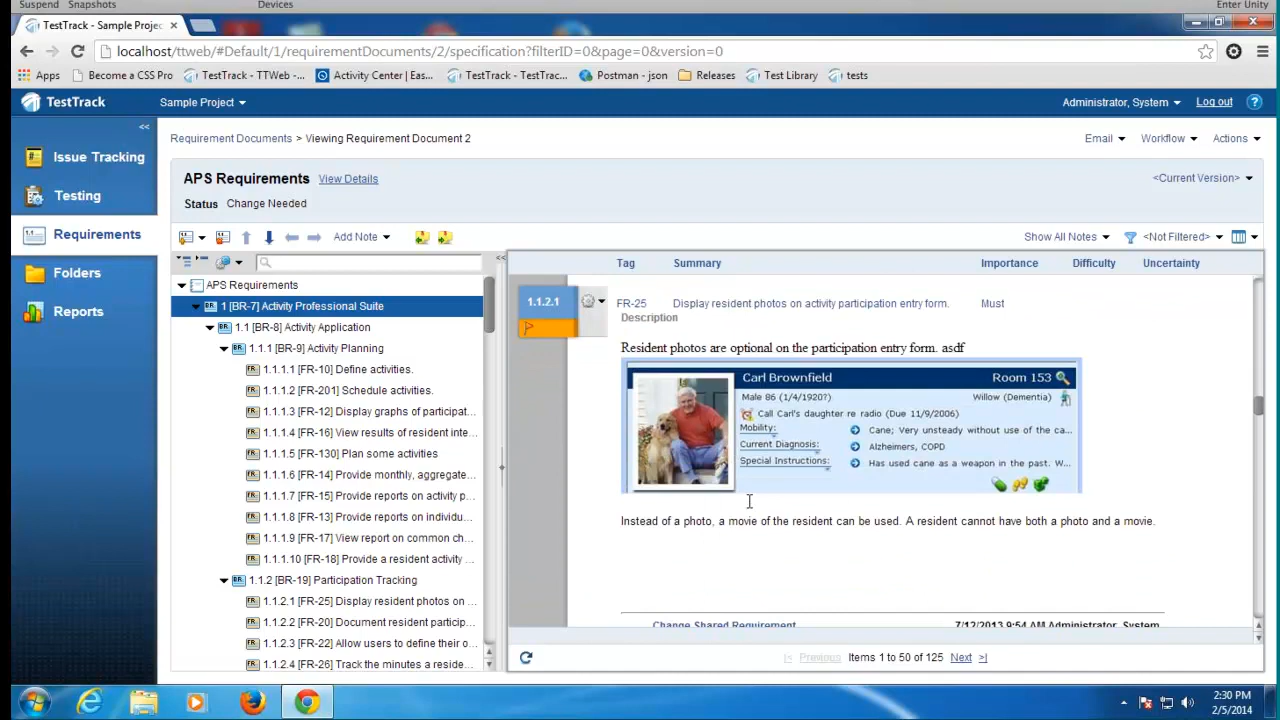 Suspend Snapshot Devices Enter Unity
TestTrack - Sample Projec
localhost/ttweb/#Default/1/requirementDocuments/2/specification?filterID=0&page=0&version=0
Apps Become a CSS Pro TestTrack - TTWeb -... Activity Center | Eas... TestTrack - TestTrac... Postman - json Releases Test Library tests
TestTrack Sample Project Administrator, System Log out ?
<<
Issue Tracking
Testing
Requirements
Folders
Reports
Requirement Documents > Viewing Requirement Document 2 Email Workflow Actions
APS Requirements View Details <Current Version>
Status Change Needed
Add Note Show All Notes <Not Filtered>
<<
APS Requirements
1 [BR-7] Activity Professional Suite
1.1 [BR-8] Activity Application
1.1.1 [BR-9] Activity Planning
1.1.1.1 [FR-10] Define activities.
1.1.1.2 [FR-201] Schedule activities.
1.1.1.3 [FR-12] Display graphs of participat...
1.1.1.4 [FR-16] View results of resident inte...
1.1.1.5 [FR-130] Plan some activities
1.1.1.6 [FR-14] Provide monthly, aggregate...
1.1.1.7 [FR-15] Provide reports on activity p...
1.1.1.8 [FR-13] Provide reports on individu...
1.1.1.9 [FR-17] View report on common ch...
1.1.1.10 [FR-18] Provide a resident activity ...
1.1.2 [BR-19] Participation Tracking
1.1.2.1 [FR-25] Display resident photos on ...
1.1.2.2 [FR-20] Document resident particip...
1.1.2.3 [FR-22] Allow users to define their o...
1.1.2.4 [FR-26] Track the minutes a reside...
Tag Summary Importance Difficulty Uncertainty
1.1.2.1 FR-25 Display resident photos on activity participation entry form. Must
Description
Resident photos are optional on the participation entry form. asdf
Carl Brownfield Room 153
Male 86 (1/4/1920?) Willow (Dementia)
Call Carl's daughter re radio (Due 11/9/2006)
Mobility: Cane; Very unsteady without use of the ca...
Current Diagnosis: Alzheimers, COPD
Special Instructions: Has used cane as a weapon in the past. W...
Instead of a photo, a movie of the resident can be used. A resident cannot have both a photo and a movie.
Change Shared Requirement 7/12/2013 9:54 AM Administrator, System
|< Previous Items 1 to 50 of 125 Next >|
2:30 PM
2/5/2014